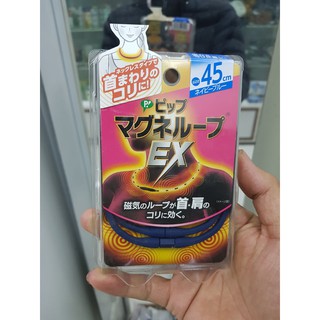 ネックレスタイプで
首まわりの
コリに!
45cm
ネイビーブルー
ピップ
マグネループ
EX
磁気のループが首・肩の
コリに効く。